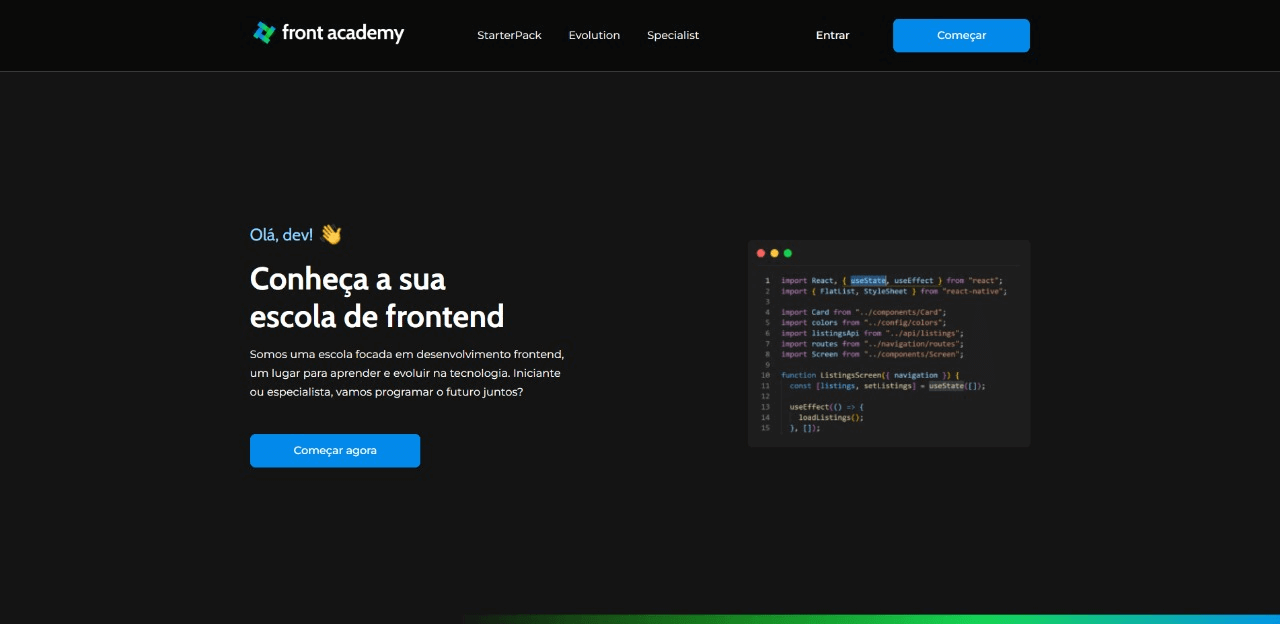 front academy
StarterPack Evolution Specialist
Entrar
Começar
Olá, dev! 👋
Conheça a sua
escola de frontend
Somos uma escola focada em desenvolvimento frontend,
um lugar para aprender e evoluir na tecnologia. Iniciante
ou especialista, vamos programar o futuro juntos?
Começar agora
1 import React, { useState, useEffect } from "react";
2 import { FlatList, StyleSheet } from "react-native";
3
4 import Card from "../components/Card";
5 import colors from "../config/colors";
6 import listingsApi from "../api/listings";
7 import routes from "../navigation/routes";
8 import Screen from "../components/Screen";
9
10 function ListingsScreen({ navigation }) {
11 const [listings, setListings] = useState([]);
12
13 useEffect(() => {
14 loadListings();
15 }, []);